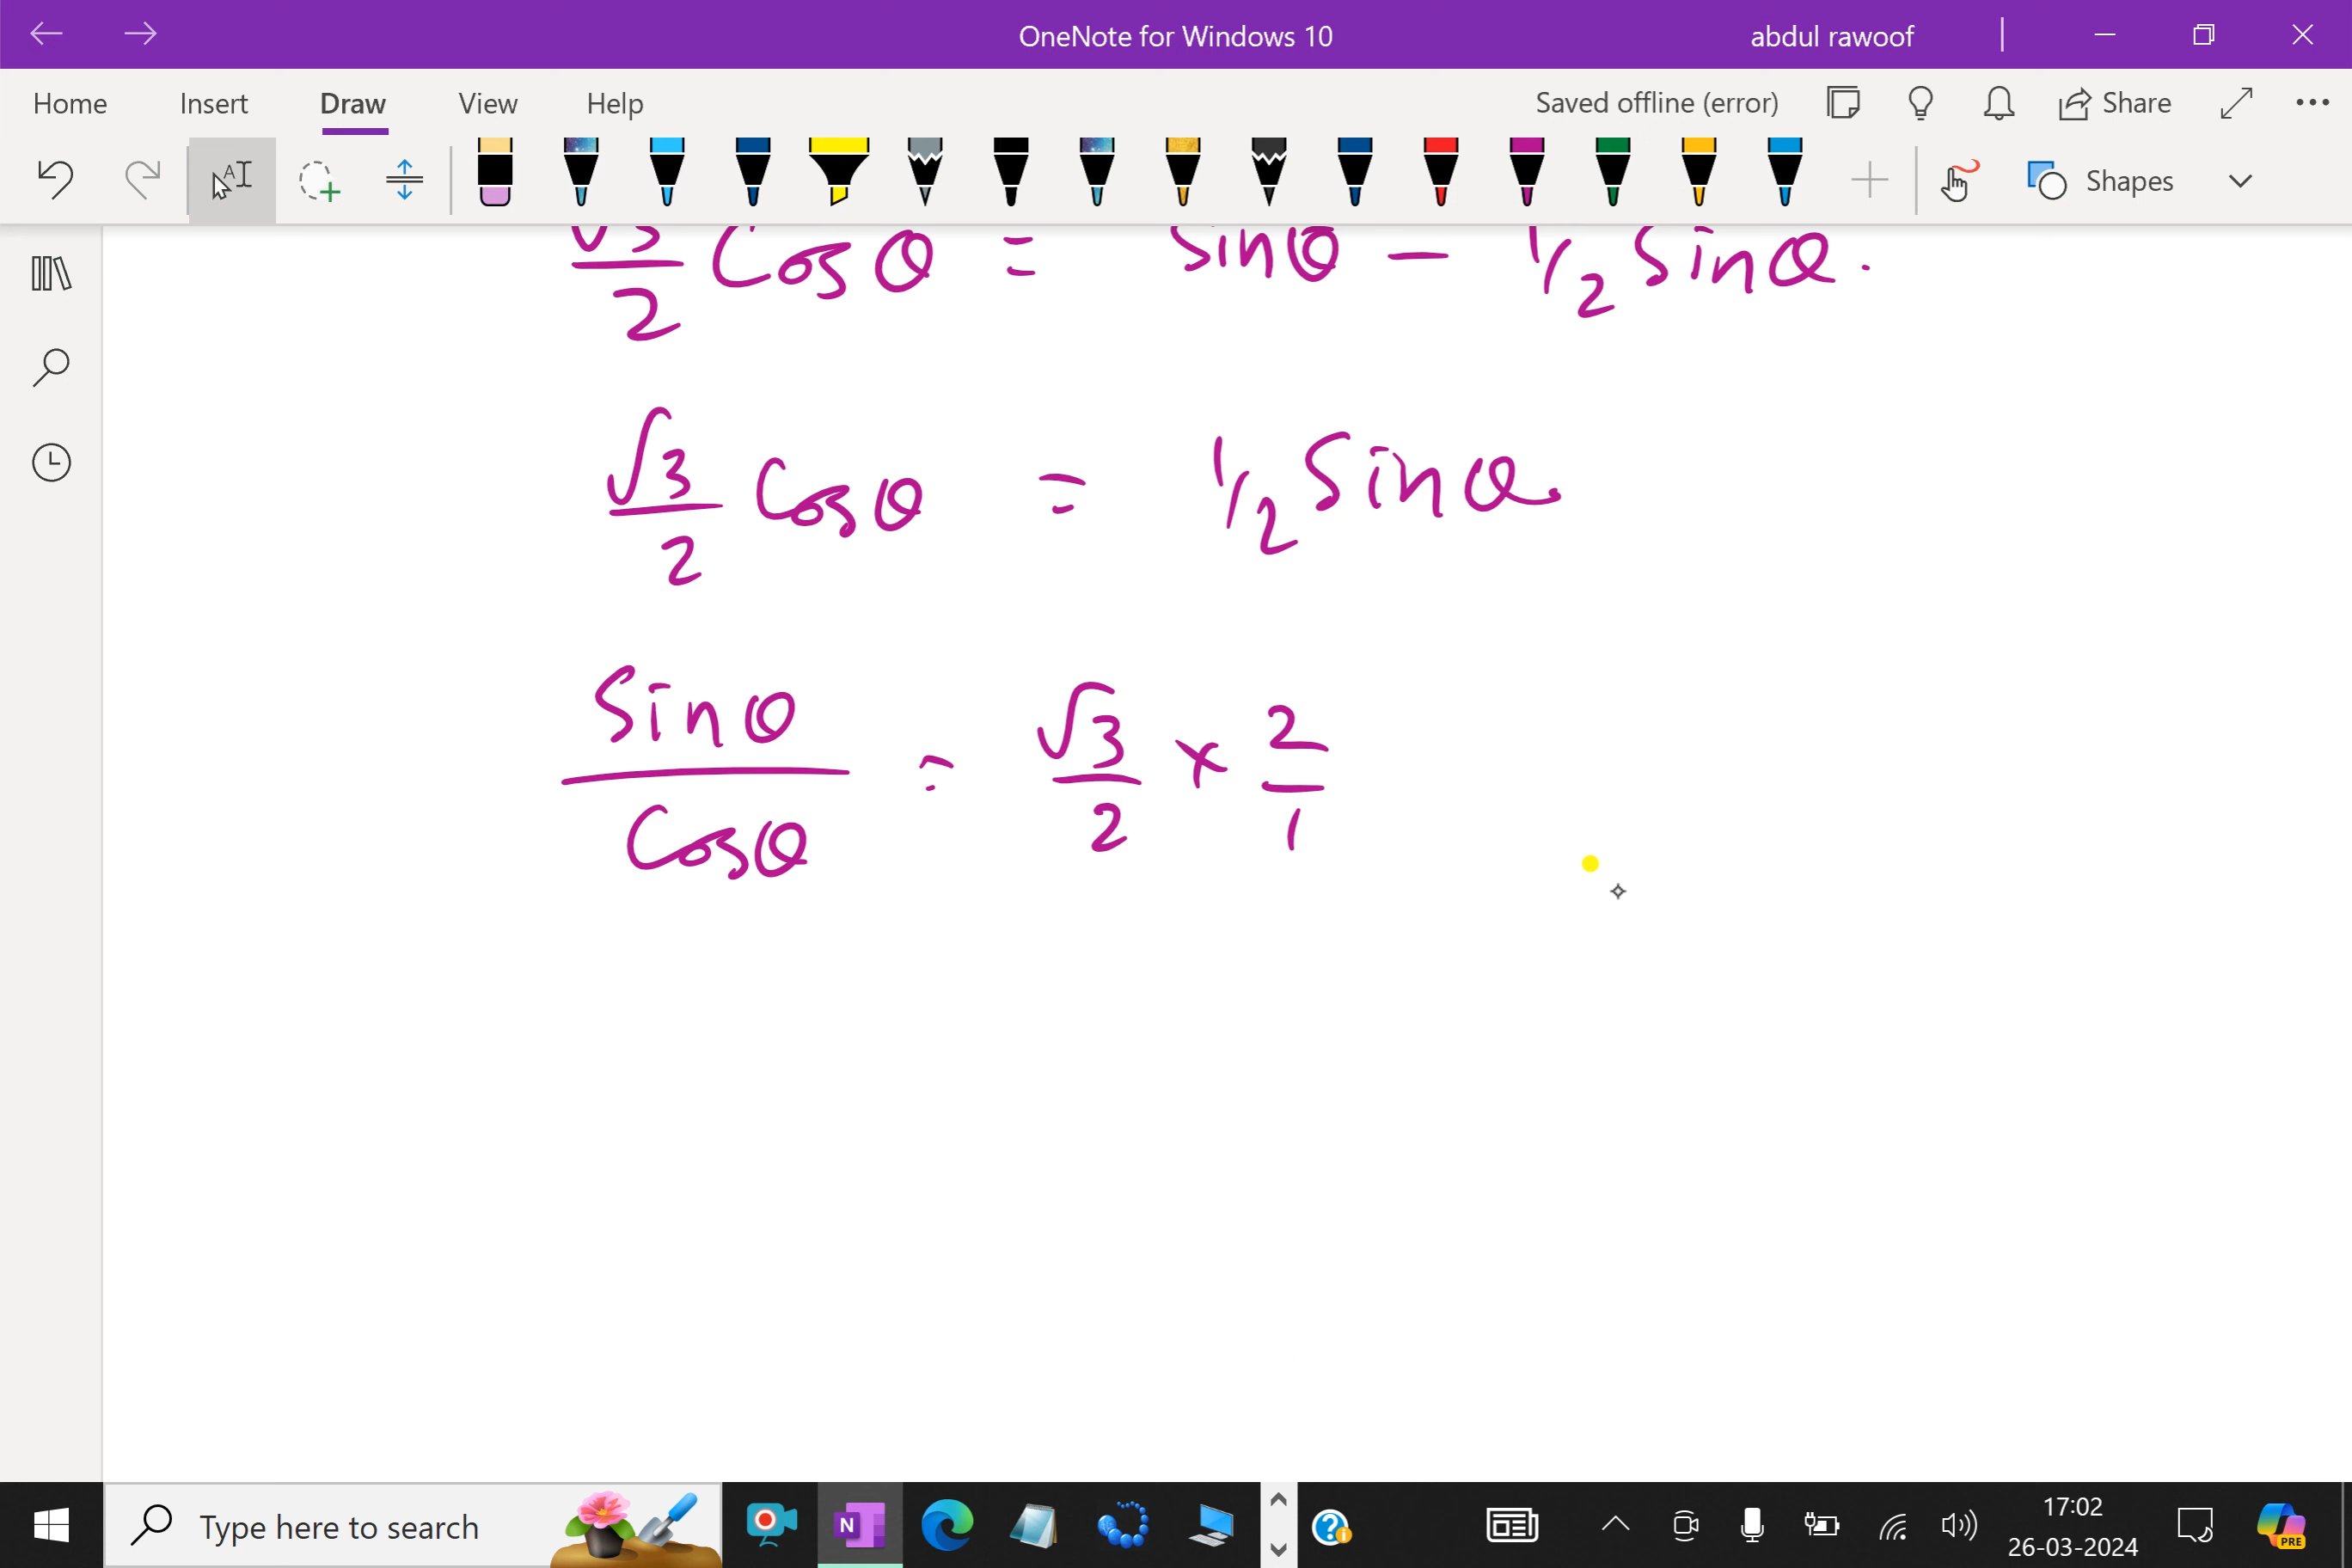 OneNote for Windows 10
abdul rawoof
Home Insert Draw View Help
Saved offline (error)
Share
Shapes
√3/2 Cosθ = Sinθ - 1/2 Sinθ.
√3/2 Cosθ = 1/2 Sinθ.
Sinθ/Cosθ = √3/2 × 2/1
Type here to search
17:02
26-03-2024
PRE